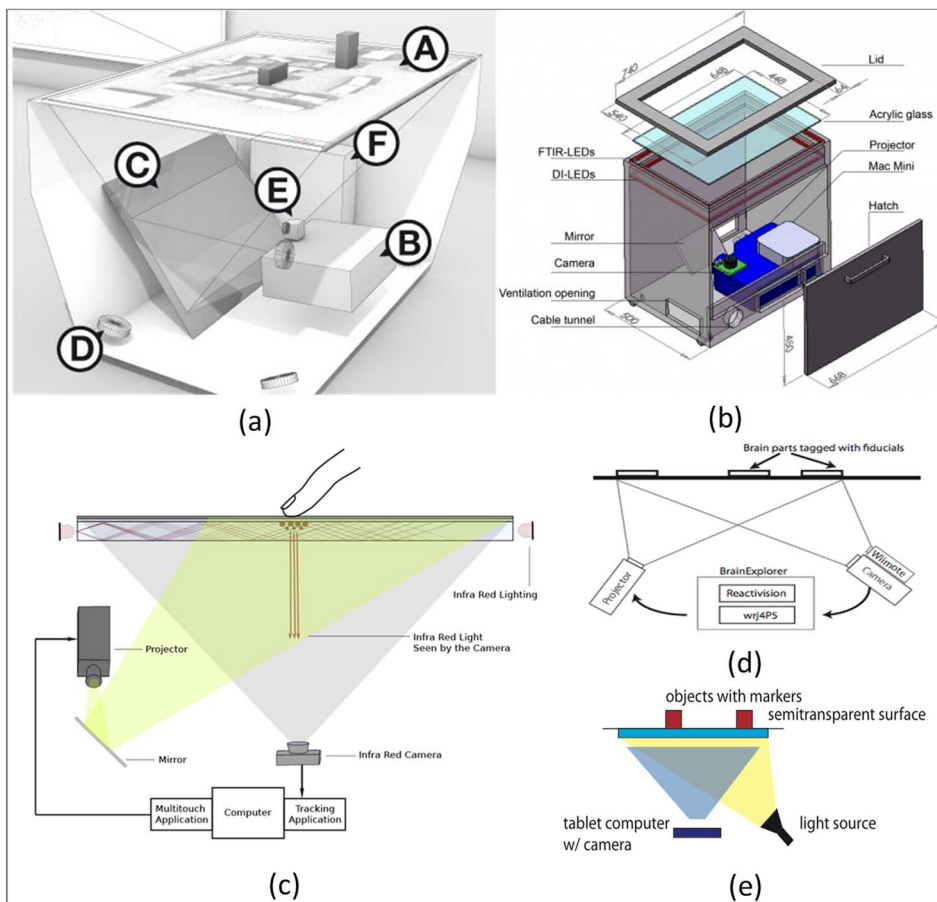 A
C
F
E
B
D
(a)
740
648
448
540
34
Lid
Acrylic glass
Projector
FTIR-LEDs
DI-LEDs
Mac Mini
Hatch
Mirror
Camera
Ventilation opening
Cable tunnel
500
450
668
(b)
Infra Red Lighting
Projector
Infra Red Light
Seen by the Camera
Mirror
Infra Red Camera
Multitouch
Application
Computer
Tracking
Application
(c)
Brain parts tagged with fiducials
Projector
BrainExplorer
Reactivision
wrj4P5
Wiimote
Camera
(d)
objects with markers
semitransparent surface
tablet computer
w/ camera
light source
(e)